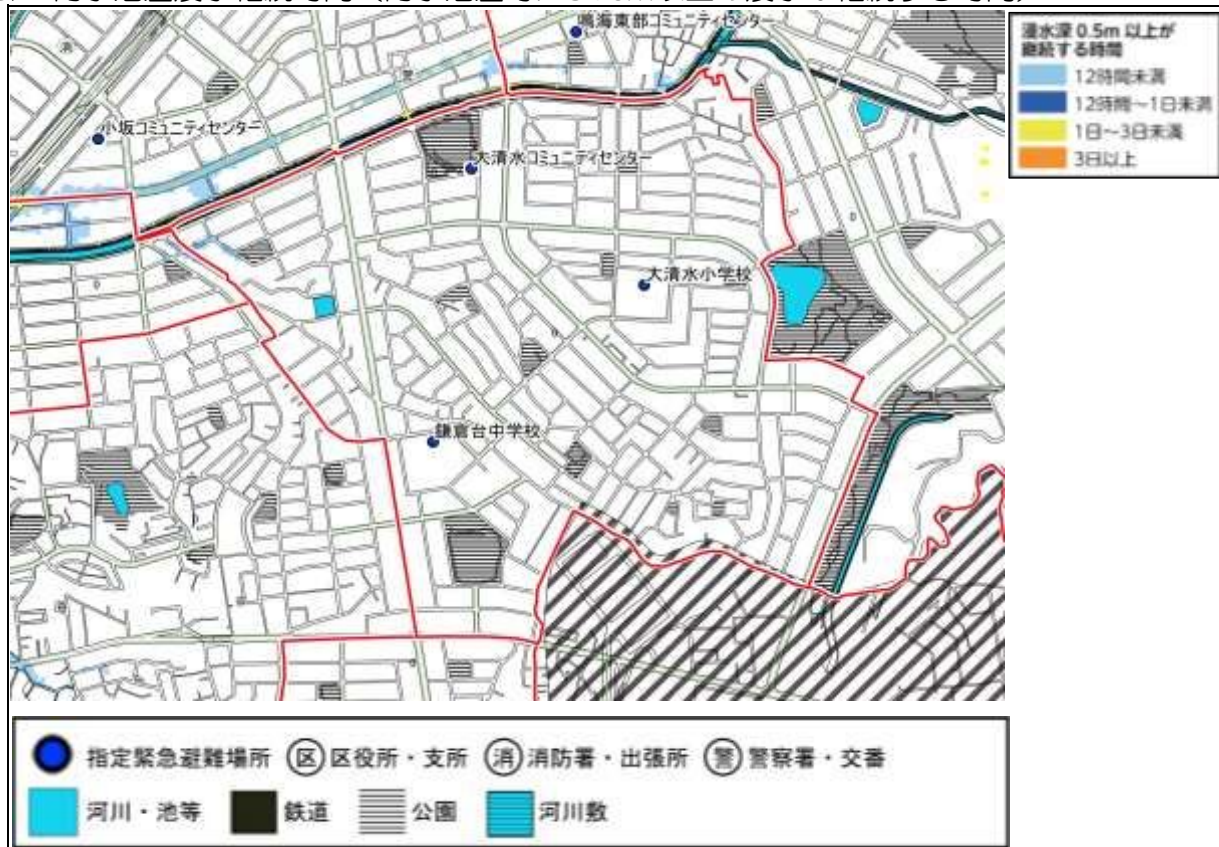 鳴海東部コミュニティセンター
小坂コミュニティセンター
大清水コミュニティセンター
大清水小学校
鎌倉台中学校
浸水深 0.5m 以上が
継続する時間
12時間未満
12時間～1日未満
1日～3日未満
3日以上
指定緊急避難場所 区 区役所・支所 消 消防署・出張所 警 警察署・交番
河川・池等 鉄道 公園 河川敷